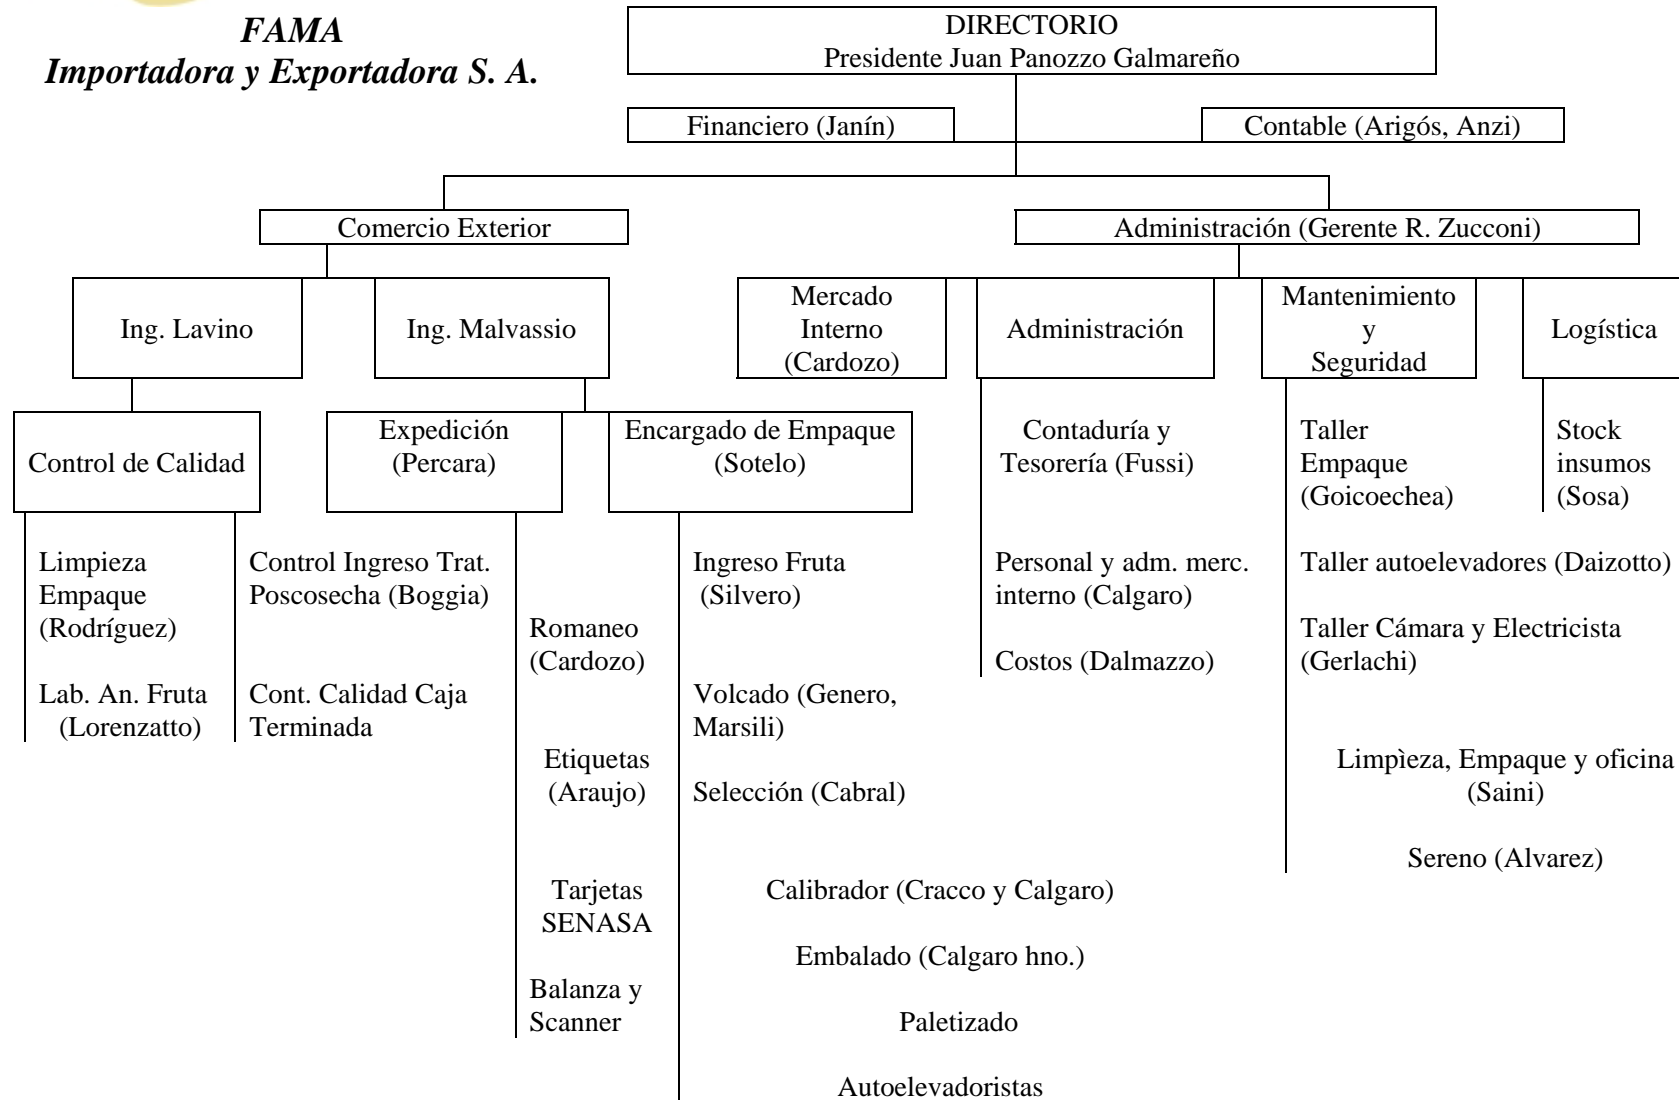 FAMA
Importadora y Exportadora S. A.
DIRECTORIO
Presidente Juan Panozzo Galmareño
Financiero (Janín)
Contable (Arigós, Anzi)
Comercio Exterior
Administración (Gerente R. Zucconi)
Ing. Lavino
Ing. Malvassio
Mercado
Interno
(Cardozo)
Administración
Mantenimiento
y
Seguridad
Logística
Control de Calidad
Expedición
(Percara)
Encargado de Empaque
(Sotelo)
Contaduría y
Tesorería (Fussi)
Taller
Empaque
(Goicoechea)
Stock
insumos
(Sosa)
Limpieza
Empaque
(Rodríguez)
Control Ingreso Trat.
Poscosecha (Boggia)
Romaneo
(Cardozo)
Ingreso Fruta
(Silvero)
Personal y adm. merc.
interno (Calgaro)
Taller autoelevadores (Daizotto)
Taller Cámara y Electricista
(Gerlachi)
Costos (Dalmazzo)
Lab. An. Fruta
(Lorenzatto)
Cont. Calidad Caja
Terminada
Volcado (Genero,
Marsili)
Etiquetas
(Araujo)
Selección (Cabral)
Limpìeza, Empaque y oficina
(Saini)
Sereno (Alvarez)
Tarjetas
SENASA
Calibrador (Cracco y Calgaro)
Embalado (Calgaro hno.)
Balanza y
Scanner
Paletizado
Autoelevadoristas